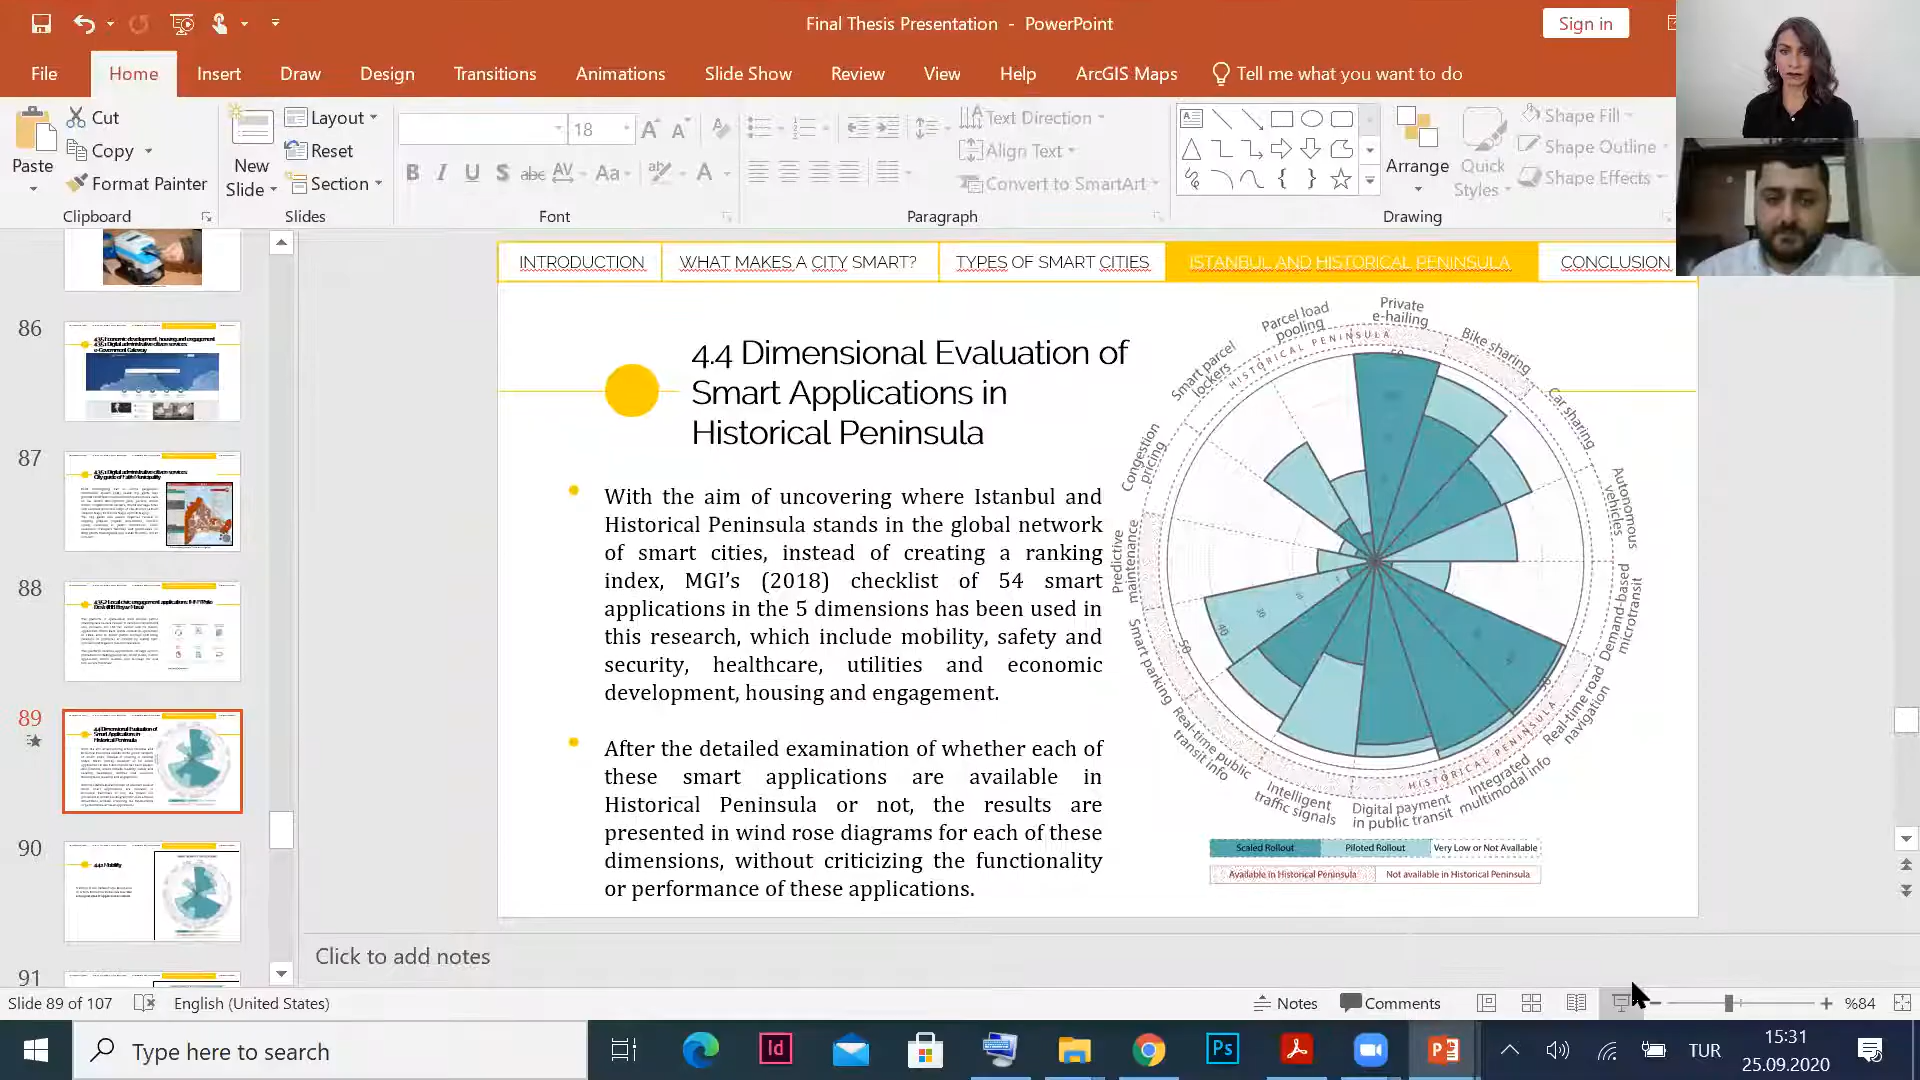 Final Thesis Presentation - PowerPoint
Sign in
File Home Insert Draw Design Transitions Animations Slide Show Review View Help ArcGIS Maps Tell me what you want to do
Paste
Cut
Copy
Format Painter
Clipboard
New Slide
Layout
Reset
Section
Slides
18
Font
Text Direction
Align Text
Convert to SmartArt
Paragraph
Arrange
Quick Styles
Shape Fill
Shape Outline
Shape Effects
Drawing
86
87
88
89
90
91
INTRODUCTION WHAT MAKES A CITY SMART? TYPES OF SMART CITIES ISTANBUL AND HISTORICAL PENINSULA CONCLUSION
4.4 Dimensional Evaluation of
Smart Applications in
Historical Peninsula
With the aim of uncovering where Istanbul and
Historical Peninsula stands in the global network
of smart cities, instead of creating a ranking
index, MGI’s (2018) checklist of 54 smart
applications in the 5 dimensions has been used in
this research, which include mobility, safety and
security, healthcare, utilities and economic
development, housing and engagement.
After the detailed examination of whether each of
these smart applications are available in
Historical Peninsula or not, the results are
presented in wind rose diagrams for each of these
dimensions, without criticizing the functionality
or performance of these applications.
Private
e-hailing
Bike sharing
Car sharing
Autonomous
vehicles
Demand-based
microtransit
Real-time road
navigation
Integrated
multimodal info
Digital payment
in public transit
Intelligent
traffic signals
Real-time public
transit info
Smart parking
Predictive
maintenance
Congestion
pricing
Smart parcel
lockers
Parcel load
pooling
HISTORICAL PENINSULA
HISTORICAL PENINSULA
Scaled Rollout Piloted Rollout Very Low or Not Available
Available in Historical Peninsula Not available in Historical Peninsula
Click to add notes
Slide 89 of 107 English (United States) Notes Comments %84
Type here to search
TUR
15:31
25.09.2020